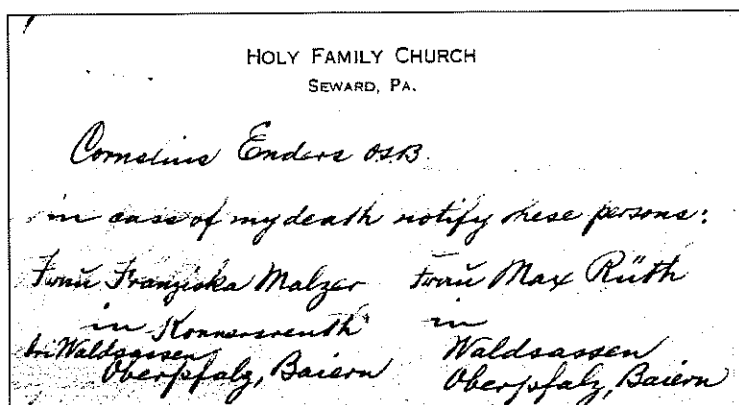 HOLY FAMILY CHURCH
SEWARD, PA.
Cornelius Enders O.S.B.
in case of my death notify these persons:
Frau Franziska Malzer Frau Max Rüth
in Konnersreuth in
bei Waldsassen Waldsassen
Oberpfalz, Baiern Oberpfalz, Baiern